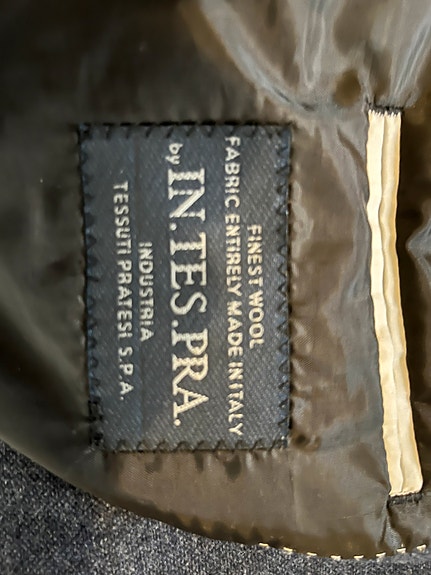 FINEST WOOL
FABRIC ENTIRELY MADE IN ITALY
by IN.TES.PRA.
INDUSTRIA
TESSUTI PRATESI S.P.A.